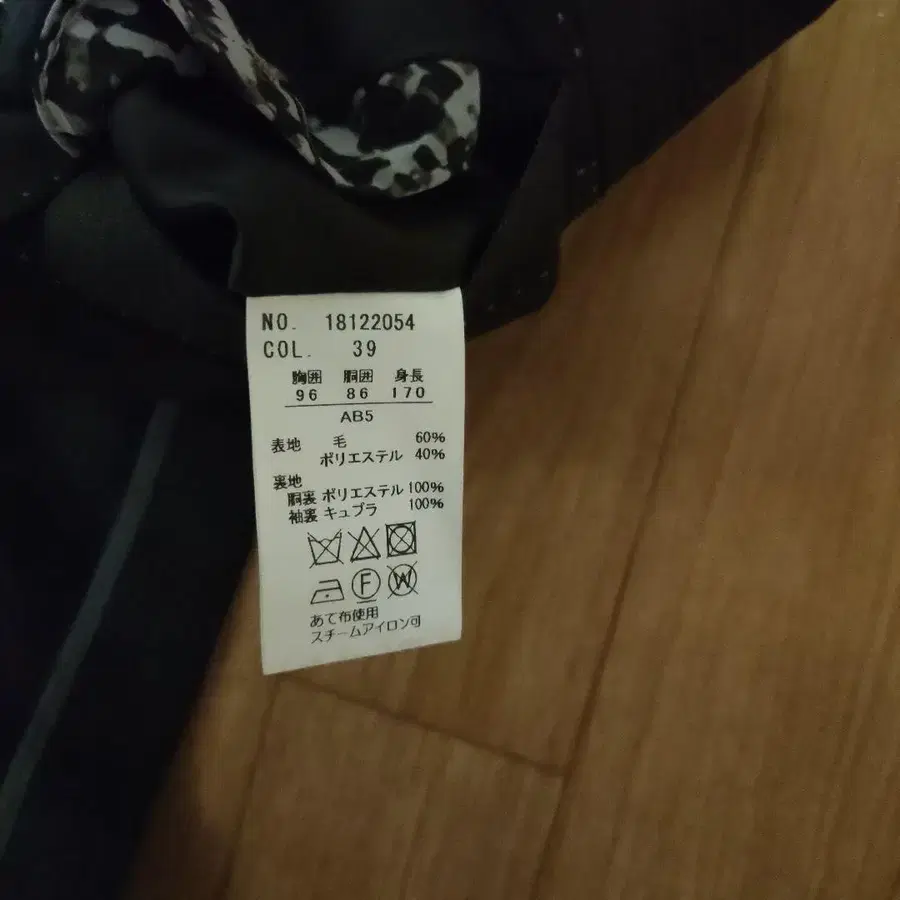 NO. 18122054
COL. 39
胸囲 胴囲 身長
96 86 170
AB5
表地 毛 60%
ポリエステル 40%
裏地
胴裏 ポリエステル 100%
袖裏 キュプラ 100%
F W
あて布使用
スチームアイロン可